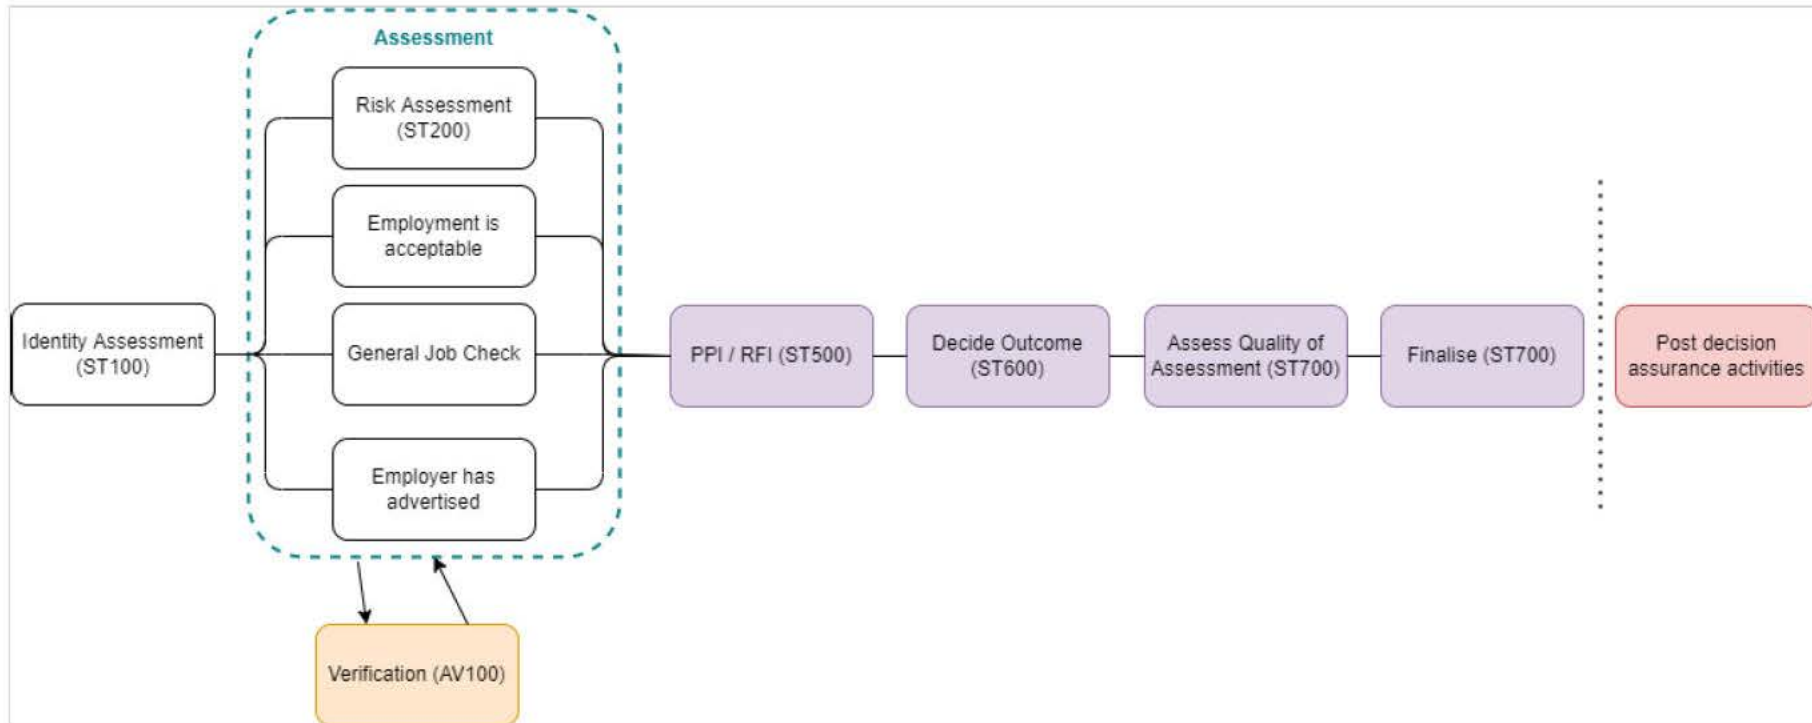 Assessment
Risk Assessment
(ST200)
Employment is
acceptable
Identity Assessment
(ST100)
General Job Check
Employer has
advertised
PPI / RFI (ST500)
Decide Outcome
(ST600)
Assess Quality of
Assessment (ST700)
Finalise (ST700)
Post decision
assurance activities
Verification (AV100)